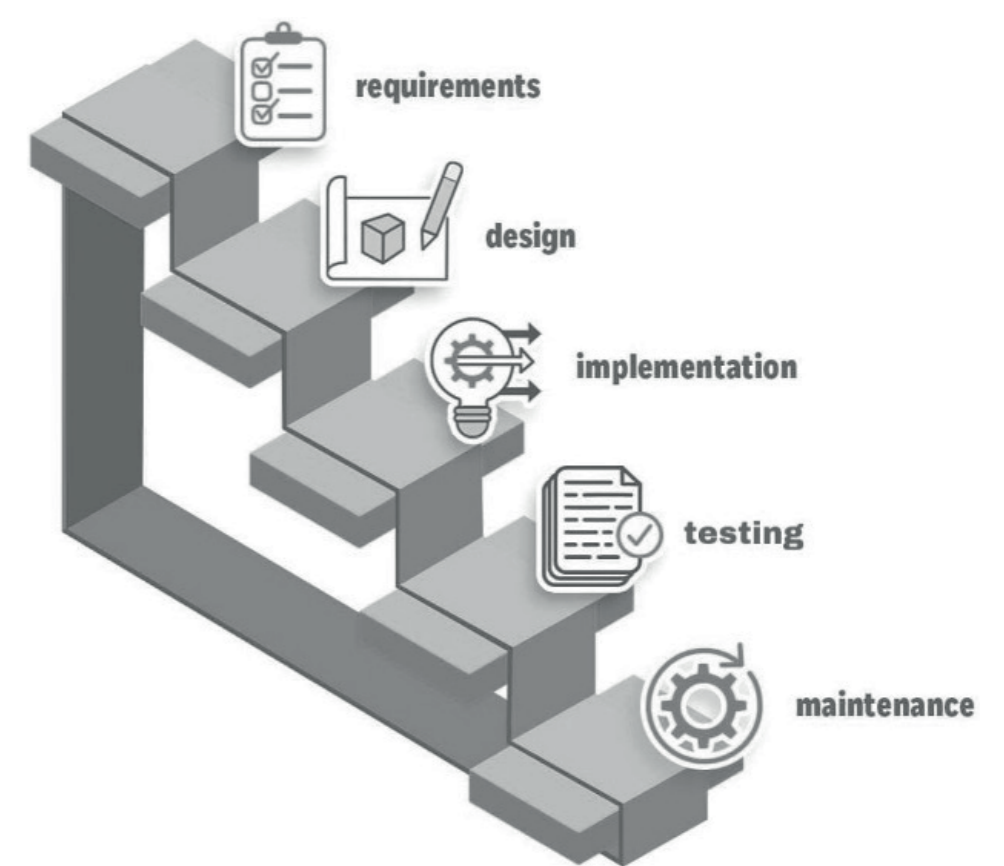 requirements
design
implementation
testing
maintenance